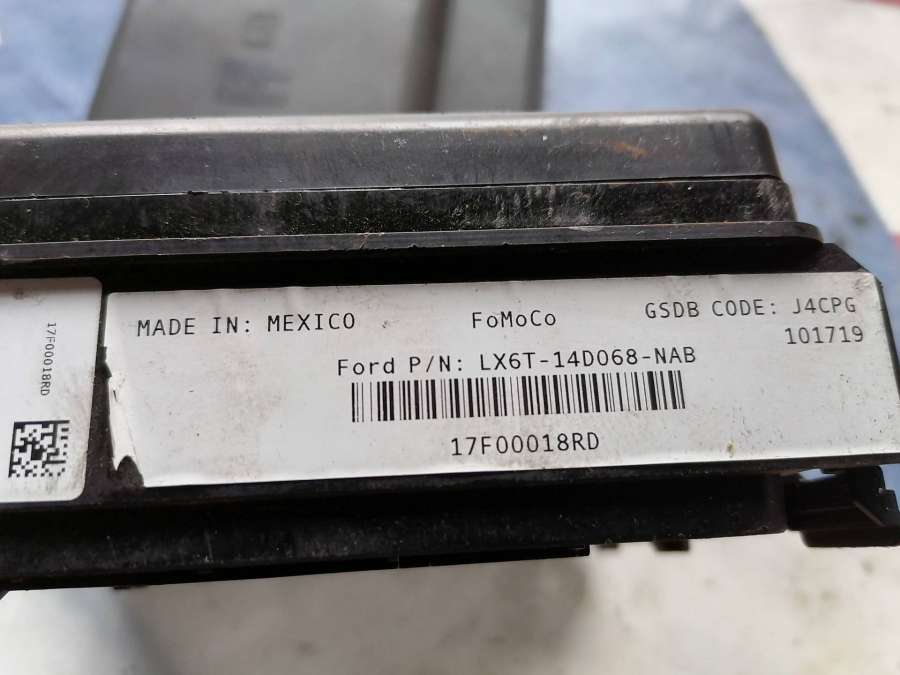 MADE IN: MEXICO FoMoCo GSDB CODE: J4CPG
101719
Ford P/N: LX6T-14D068-NAB
17F00018RD
17F00018RD